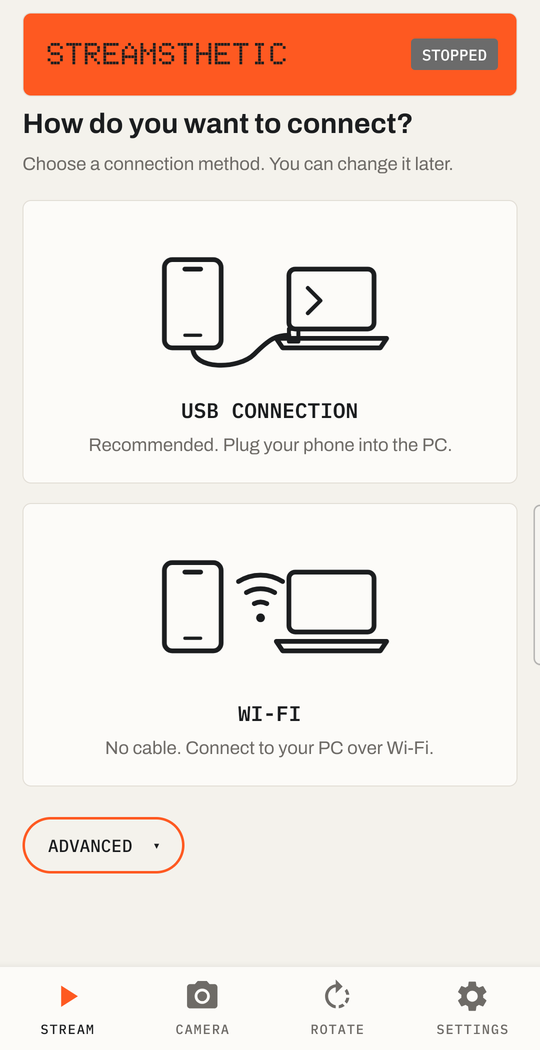 STREAMSTHETIC
STOPPED
How do you want to connect?
Choose a connection method. You can change it later.
USB CONNECTION
Recommended. Plug your phone into the PC.
WI-FI
No cable. Connect to your PC over Wi-Fi.
ADVANCED ▾
STREAM
CAMERA
ROTATE
SETTINGS